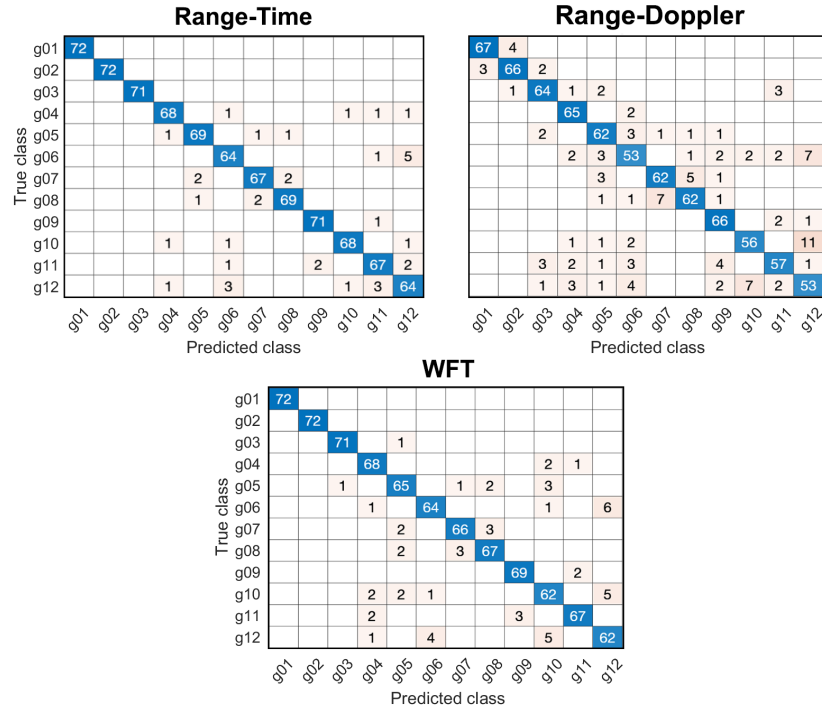 Range-Time
Range-Doppler
g01 72
g02 72
g03 71
g04 68 1 1 1 1
g05 1 69 1 1
g06 64 1 5
g07 2 67 2
g08 1 2 69
g09 71 1
g10 1 1 68 1
g11 1 2 67 2
g12 1 3 1 3 64
True class
g01 g02 g03 g04 g05 g06 g07 g08 g09 g10 g11 g12
Predicted class
67 4
3 66 2
1 64 1 2 3
65 2
2 62 3 1 1 1
2 3 53 1 2 2 2 7
3 62 5 1
1 1 7 62 1
66 2 1
1 1 2 56 11
3 2 1 3 4 57 1
1 3 1 4 2 7 2 53
g01 g02 g03 g04 g05 g06 g07 g08 g09 g10 g11 g12
Predicted class
WFT
g01 72
g02 72
g03 71 1
g04 68 2 1
g05 1 65 1 2 3
g06 1 64 1 6
g07 2 66 3
g08 2 3 67
g09 69 2
g10 2 2 1 62 5
g11 2 3 67
g12 1 4 5 62
True class
g01 g02 g03 g04 g05 g06 g07 g08 g09 g10 g11 g12
Predicted class